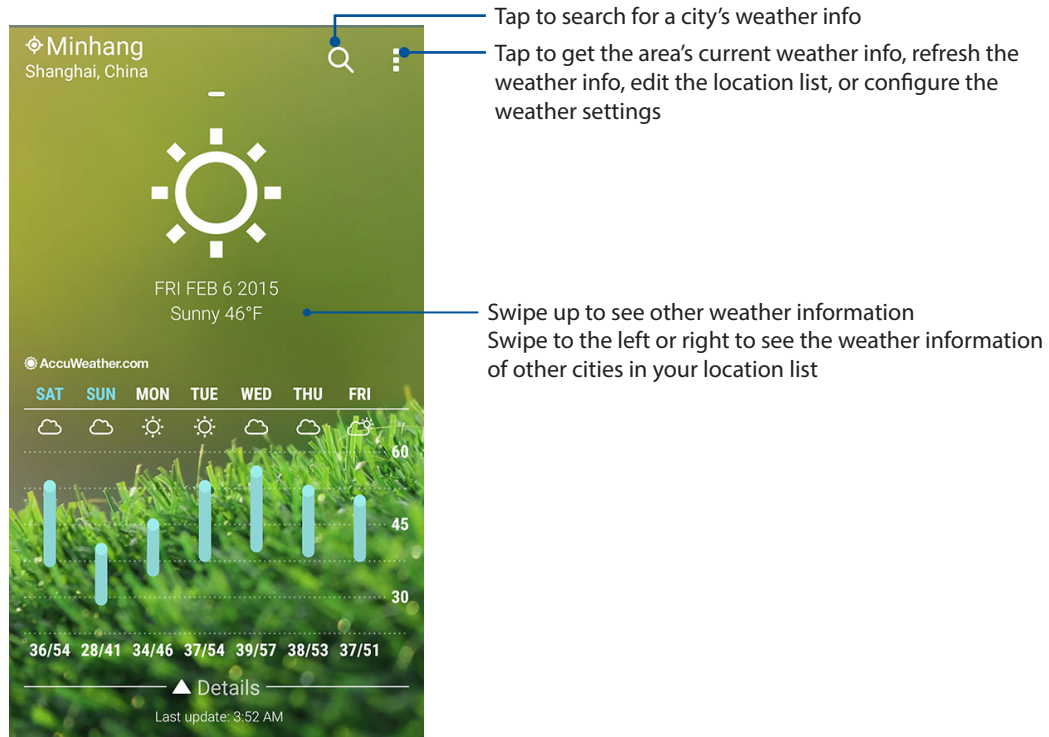 Minhang
Shanghai, China
Tap to search for a city's weather info
Tap to get the area's current weather info, refresh the
weather info, edit the location list, or configure the
weather settings
FRI FEB 6 2015
Sunny 46°F
Swipe up to see other weather information
Swipe to the left or right to see the weather information
of other cities in your location list
AccuWeather.com
SAT SUN MON TUE WED THU FRI
60
45
30
36/54 28/41 34/46 37/54 39/57 38/53 37/51
Details
Last update: 3:52 AM